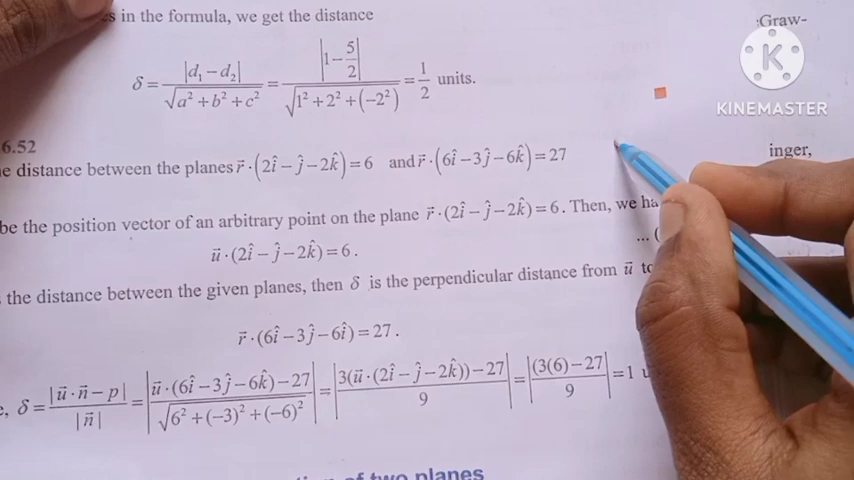 in the formula, we get the distance
:Graw-
δ = |d₁ − d₂| / √(a² + b² + c²) = |1 − 5/2| / √(1² + 2² + (−2²)) = 1/2 units.
KINEMASTER
6.52
distance between the planes r⃗ · (2î − ĵ − 2k̂) = 6 and r⃗ · (6î − 3ĵ − 6k̂) = 27
inger,
be the position vector of an arbitrary point on the plane r⃗ · (2î − ĵ − 2k̂) = 6. Then, we
u⃗ · (2î − ĵ − 2k̂) = 6.
... (
the distance between the given planes, then δ is the perpendicular distance from u⃗ to
r⃗ · (6î − 3ĵ − 6î) = 27.
δ = |u⃗ · n⃗ − p| / |n⃗| = |u⃗ · (6î − 3ĵ − 6k̂) − 27 / √(6² + (−3)² + (−6)²)| = |3(u⃗ · (2î − ĵ − 2k̂)) − 27 / 9| = |(3(6) − 27 / 9| = 1
of two planes